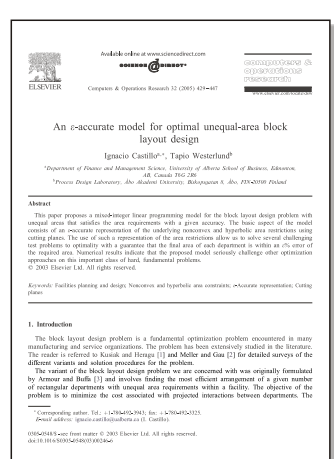 Available online at www.sciencedirect.com
SCIENCE DIRECT®
ELSEVIER
Computers & Operations Research 32 (2005) 429–447
computers &
operations
research
An ε-accurate model for optimal unequal-area block
layout design
Ignacio Castilloᵃ,*, Tapio Westerlundᵇ
ᵃDepartment of Finance and Management Science, University of Alberta School of Business, Edmonton,
AB, Canada T6G 2R6
ᵇProcess Design Laboratory, Åbo Akademi University, Biskopsgatan 8, Åbo, FIN-20500 Finland
Abstract
This paper proposes a mixed-integer linear programming model for the block layout design problem with
unequal areas that satisfies the area requirements with a given accuracy. The basic aspect of the model
consists of an ε-accurate representation of the underlying nonconvex and hyperbolic area restrictions using
cutting planes. The use of such a representation of the area restrictions allow us to solve several challenging
test problems to optimality with a guarantee that the final area of each department is within an ε% error of
the required area. Numerical results indicate that the proposed model seriously challenge other optimization
approaches on this important class of hard, fundamental problems.
© 2003 Elsevier Ltd. All rights reserved.
Keywords: Facilities planning and design; Nonconvex and hyperbolic area constraints; ε-Accurate representation; Cutting
planes
1. Introduction
The block layout design problem is a fundamental optimization problem encountered in many
manufacturing and service organizations. The problem has been extensively studied in the literature.
The reader is referred to Kusiak and Heragu [1] and Meller and Gau [2] for detailed surveys of the
different variants and solution procedures for the problem.
The variant of the block layout design problem we are concerned with was originally formulated
by Armour and Buffa [3] and involves finding the most efficient arrangement of a given number
of rectangular departments with unequal area requirements within a facility. The objective of the
problem is to minimize the cost associated with projected interactions between departments. The
* Corresponding author. Tel.: +1-780-492-3943; fax: +1-780-492-3325.
E-mail address: ignacio.castillo@ualberta.ca (I. Castillo).
0305-0548/$ - see front matter © 2003 Elsevier Ltd. All rights reserved.
doi:10.1016/S0305-0548(03)00246-6